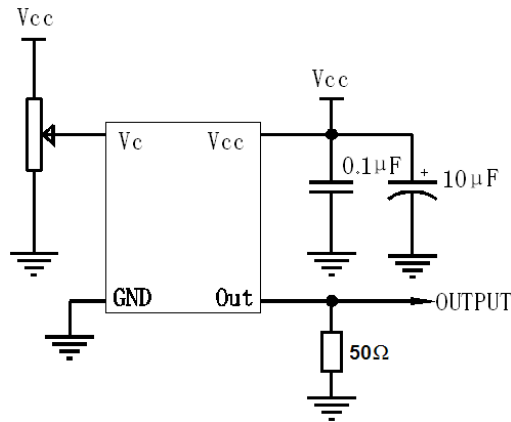 Vcc
Vcc
Vc
Vcc
0.1μF
+
10μF
GND
Out
OUTPUT
50Ω